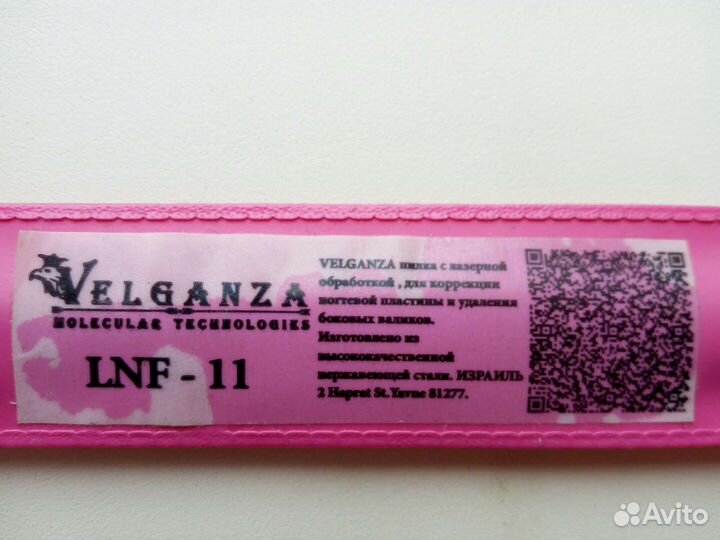 VELGANZA
MOLECULAR TECHNOLOGIES
LNF - 11
VELGANZA пилка с лазерной
обработкой , для коррекции
ногтевой пластины и удаления
боковых валиков.
Изготовлено из
высококачественной
нержавеющей стали. ИЗРАИЛЬ
2 Haprat St. Yavne 81277.
Avito